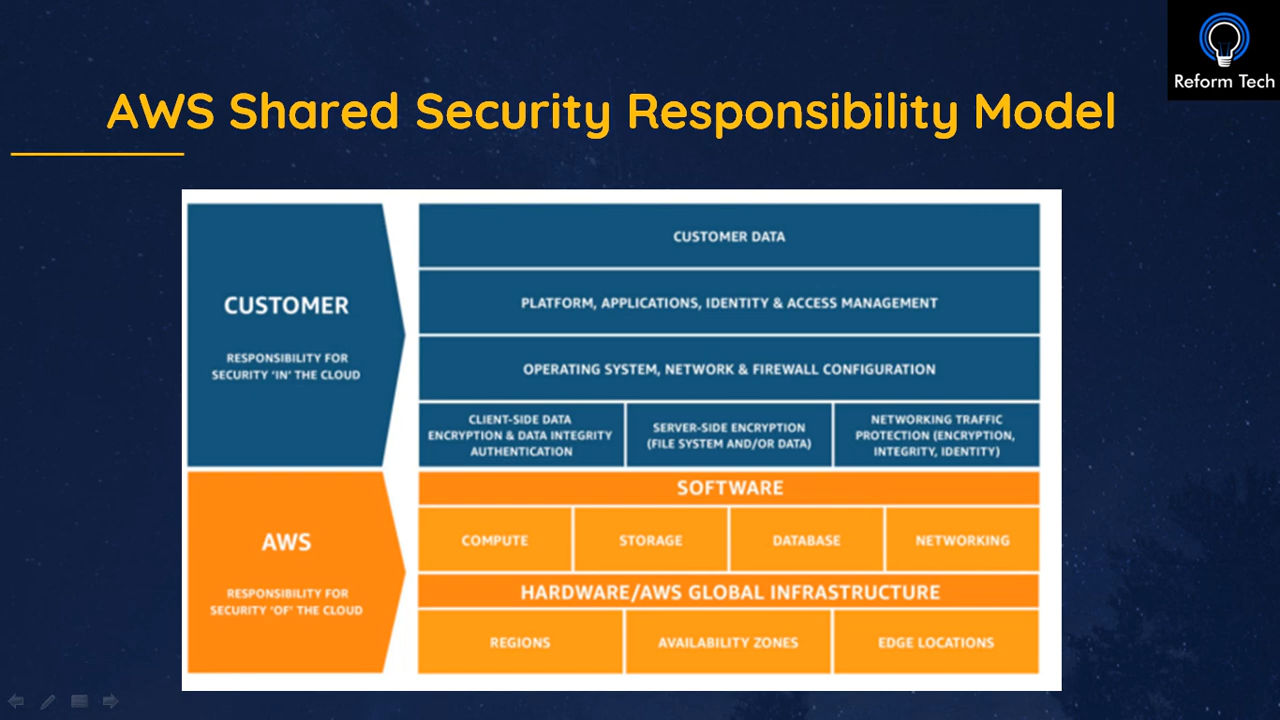 Reform Tech
AWS Shared Security Responsibility Model
CUSTOMER
RESPONSIBILITY FOR
SECURITY ‘IN’ THE CLOUD
CUSTOMER DATA
PLATFORM, APPLICATIONS, IDENTITY & ACCESS MANAGEMENT
OPERATING SYSTEM, NETWORK & FIREWALL CONFIGURATION
CLIENT-SIDE DATA
ENCRYPTION & DATA INTEGRITY
AUTHENTICATION
SERVER-SIDE ENCRYPTION
(FILE SYSTEM AND/OR DATA)
NETWORKING TRAFFIC
PROTECTION (ENCRYPTION,
INTEGRITY, IDENTITY)
AWS
RESPONSIBILITY FOR
SECURITY ‘OF’ THE CLOUD
SOFTWARE
COMPUTE
STORAGE
DATABASE
NETWORKING
HARDWARE/AWS GLOBAL INFRASTRUCTURE
REGIONS
AVAILABILITY ZONES
EDGE LOCATIONS